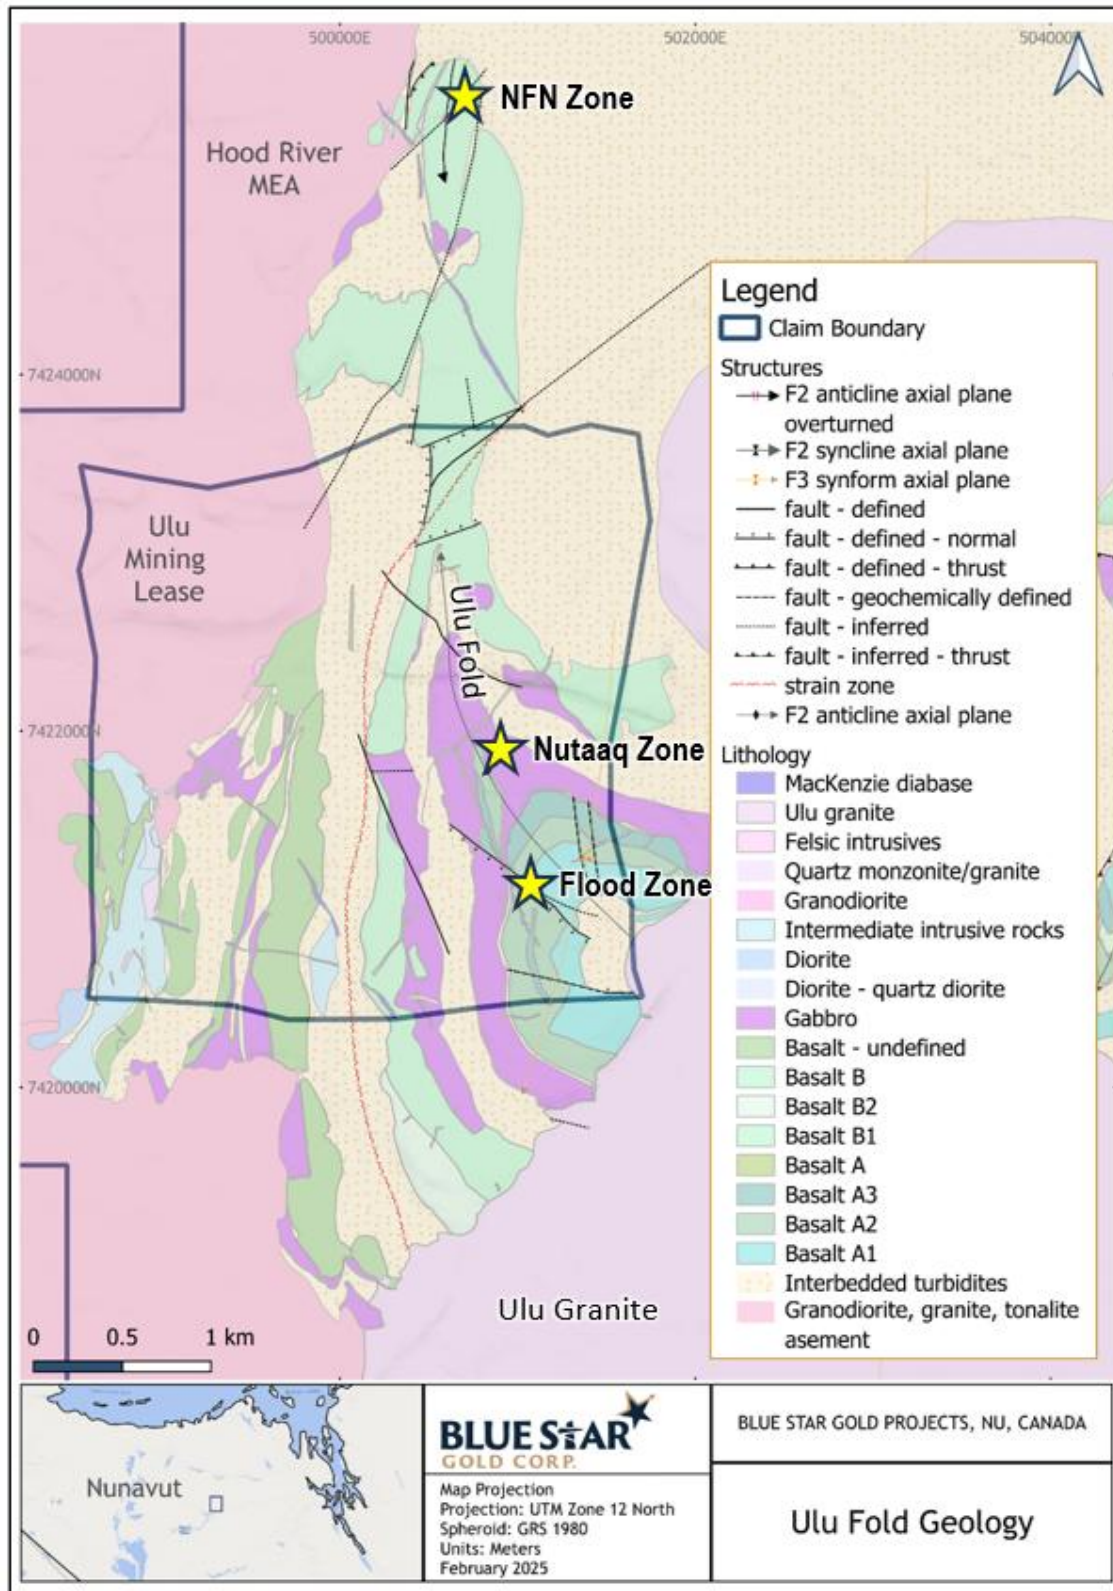 500000E
502000E
504000E
NFN Zone
Hood River
MEA
7424000N
Ulu
Mining
Lease
Ulu Fold
7422000N
Nutaaq Zone
Flood Zone
7420000N
Ulu Granite
0 0.5 1 km
Legend
Claim Boundary
Structures
F2 anticline axial plane
overturned
F2 syncline axial plane
F3 synform axial plane
fault - defined
fault - defined - normal
fault - defined - thrust
fault - geochemically defined
fault - inferred
fault - inferred - thrust
strain zone
F2 anticline axial plane
Lithology
MacKenzie diabase
Ulu granite
Felsic intrusives
Quartz monzonite/granite
Granodiorite
Intermediate intrusive rocks
Diorite
Diorite - quartz diorite
Gabbro
Basalt - undefined
Basalt B
Basalt B2
Basalt B1
Basalt A
Basalt A3
Basalt A2
Basalt A1
Interbedded turbidites
Granodiorite, granite, tonalite
asement
Nunavut
BLUE STAR
GOLD CORP.
Map Projection
Projection: UTM Zone 12 North
Spheroid: GRS 1980
Units: Meters
February 2025
BLUE STAR GOLD PROJECTS, NU, CANADA
Ulu Fold Geology